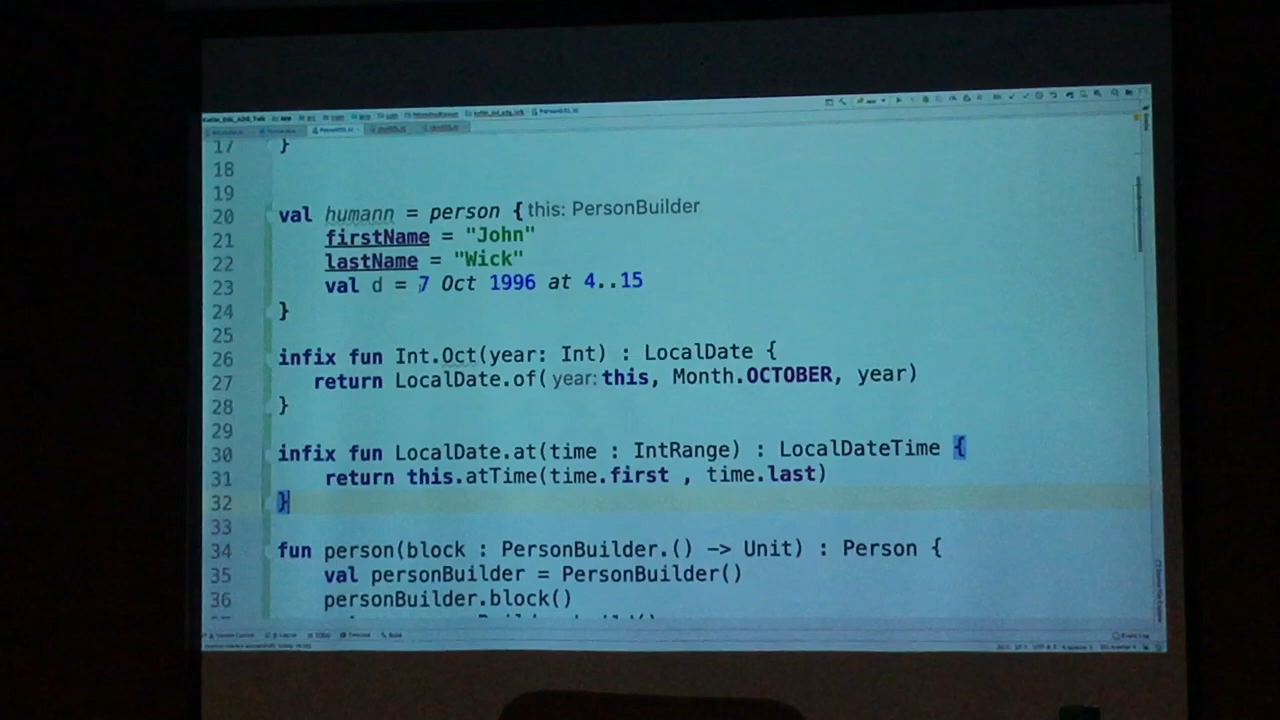 17 }
18
19
20 val humann = person { this: PersonBuilder
21 firstName = "John"
22 lastName = "Wick"
23 val d = 7 Oct 1996 at 4..15
24 }
25
26 infix fun Int.Oct(year: Int) : LocalDate {
27 return LocalDate.of( year: this, Month.OCTOBER, year)
28 }
29
30 infix fun LocalDate.at(time : IntRange) : LocalDateTime {
31 return this.atTime(time.first , time.last)
32 }
33
34 fun person(block : PersonBuilder.() -> Unit) : Person {
35 val personBuilder = PersonBuilder()
36 personBuilder.block()